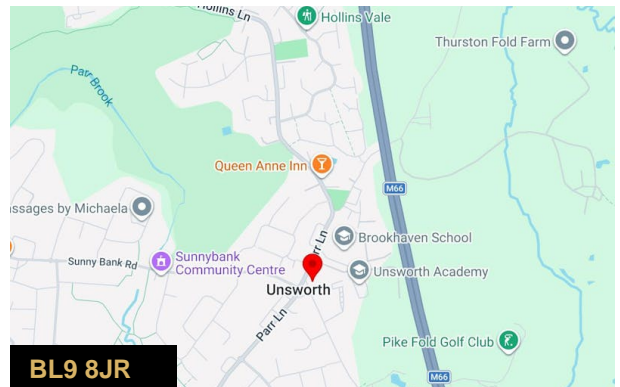 Hollins Ln
Hollins Vale
Thurston Fold Farm
Parr Brook
Queen Anne Inn
M66
assages by Michaela
Brookhaven School
Parr Ln
Sunnybank
Community Centre
Sunny Bank Rd
Unsworth Academy
Unsworth
Parr Ln
Pike Fold Golf Club
M66
BL9 8JR